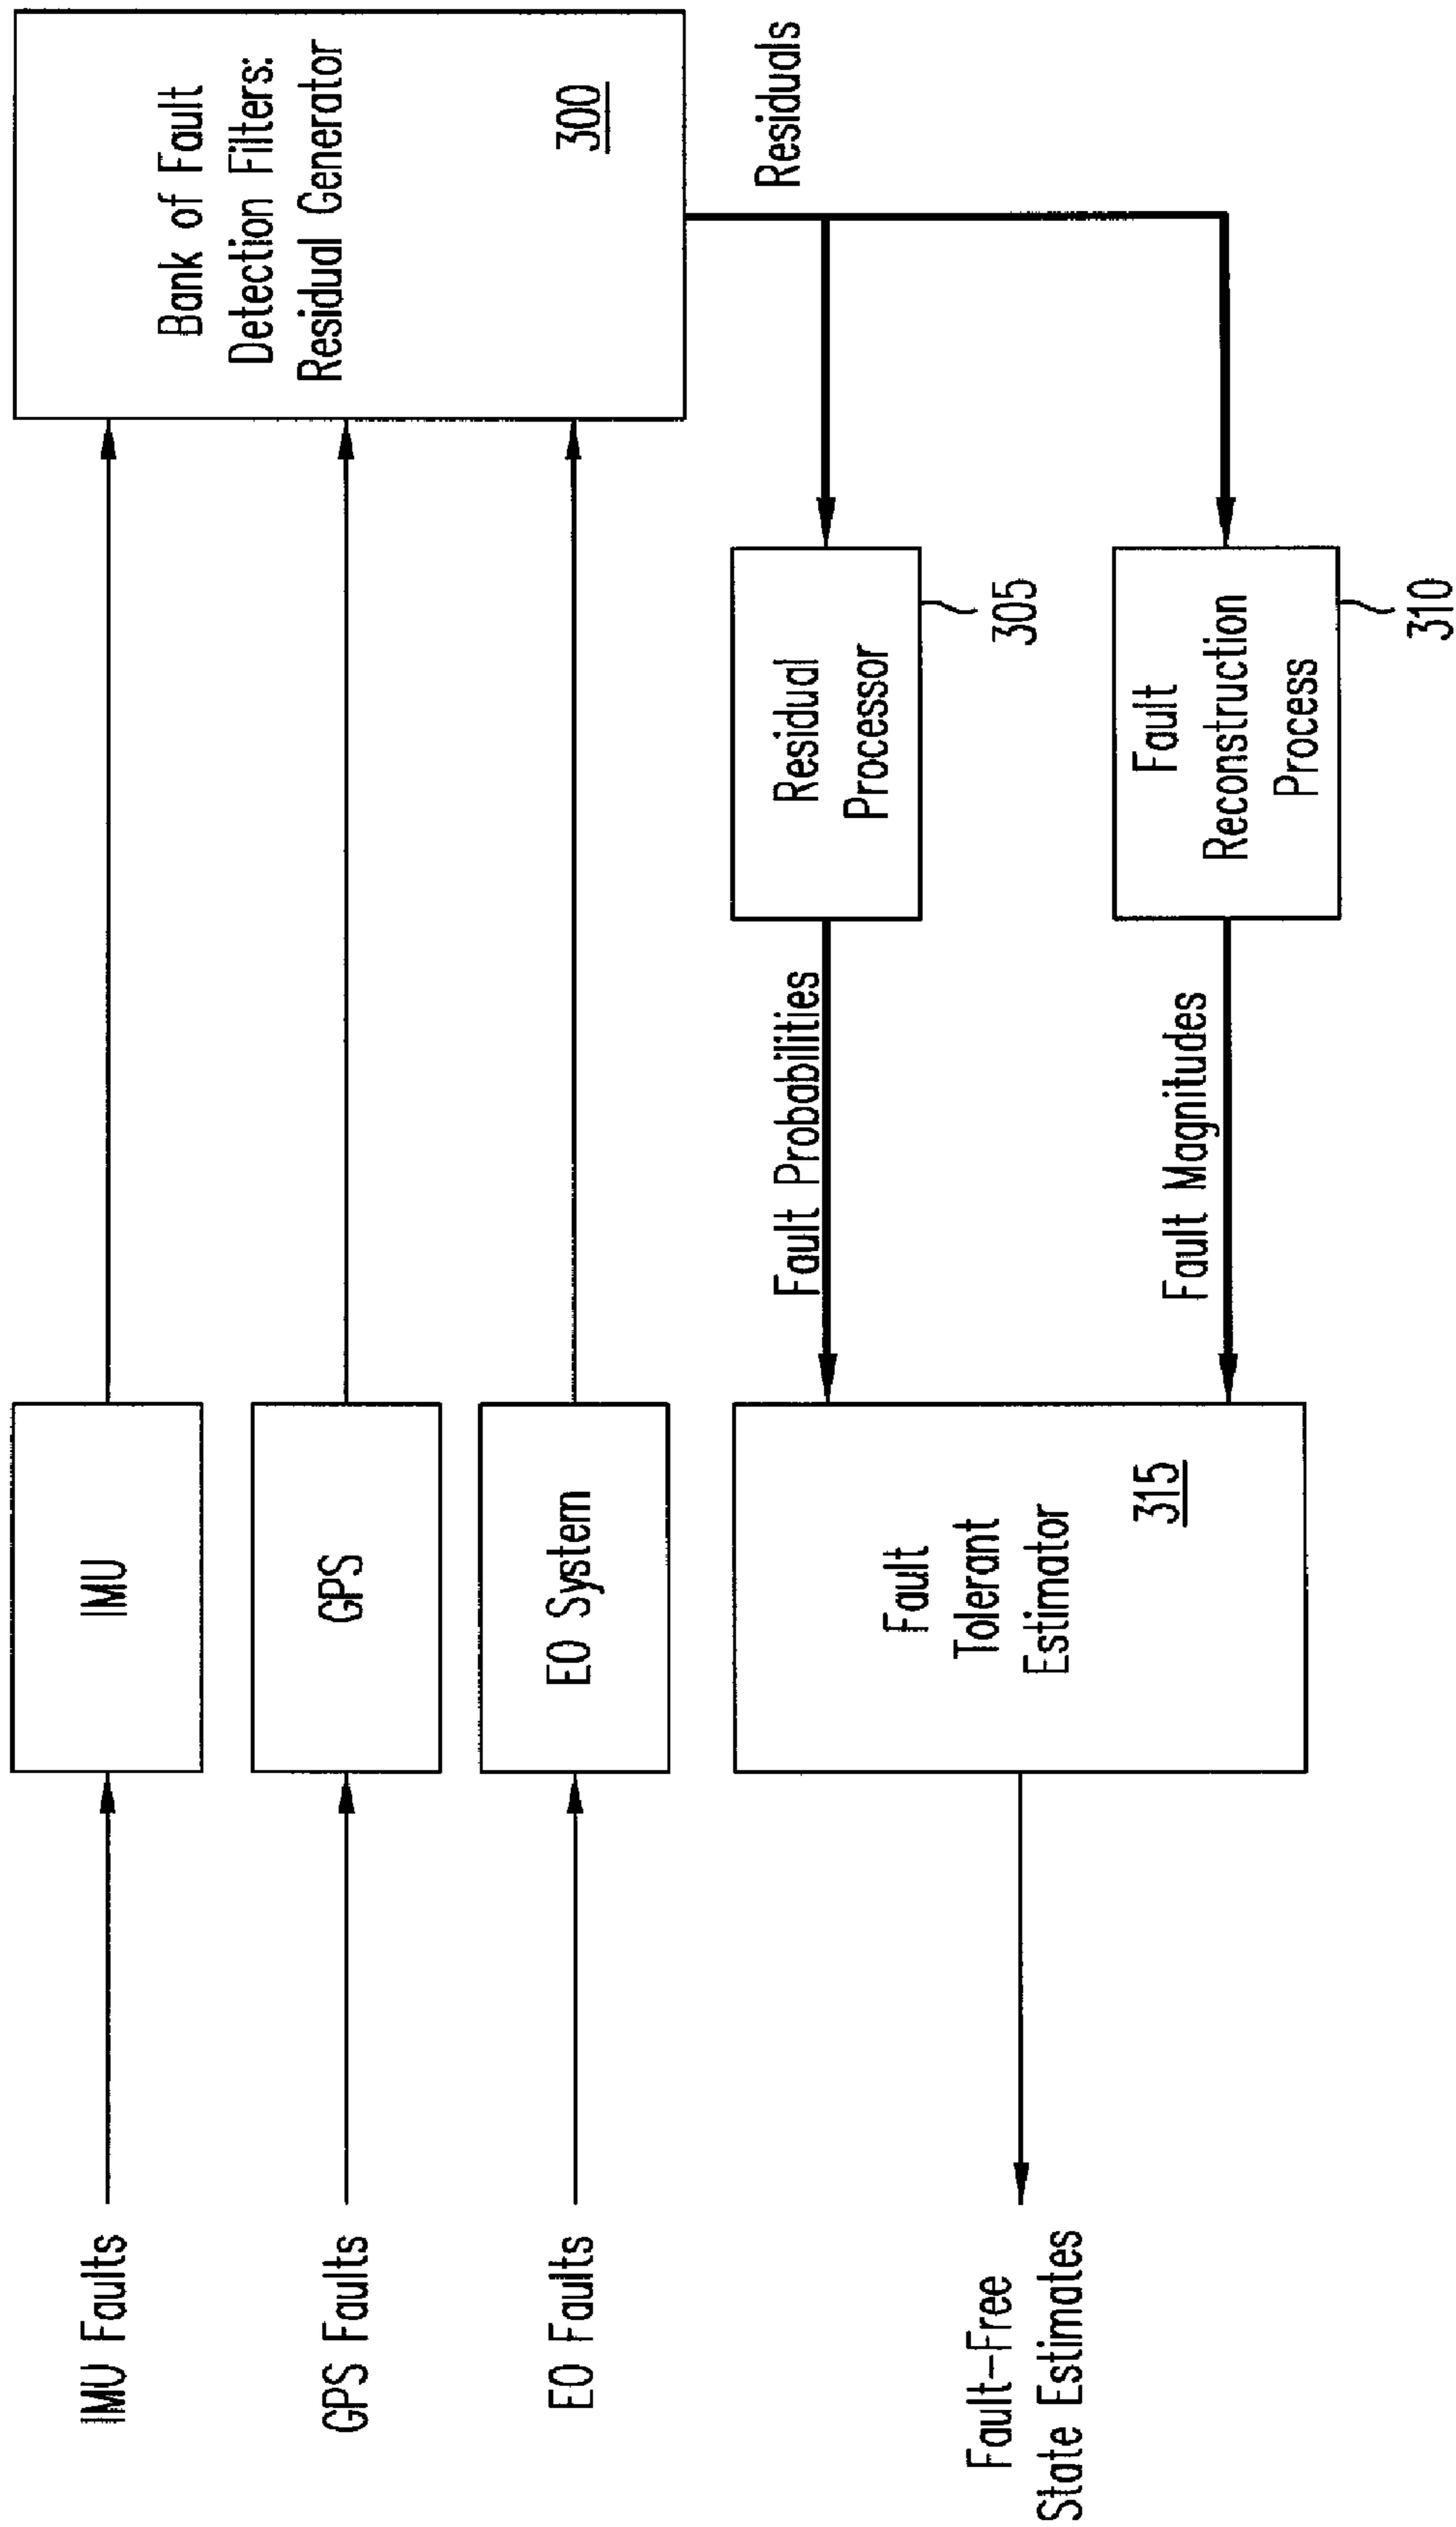 IMU Faults
IMU
Bank of Fault
Detection Filters:
Residual Generator
300
GPS Faults
GPS
EO Faults
EO System
Residuals
Fault Probabilities
Residual
Processor
305
Fault
Tolerant
Estimator
315
Fault-Free
State Estimates
Fault Magnitudes
Fault
Reconstruction
Process
310